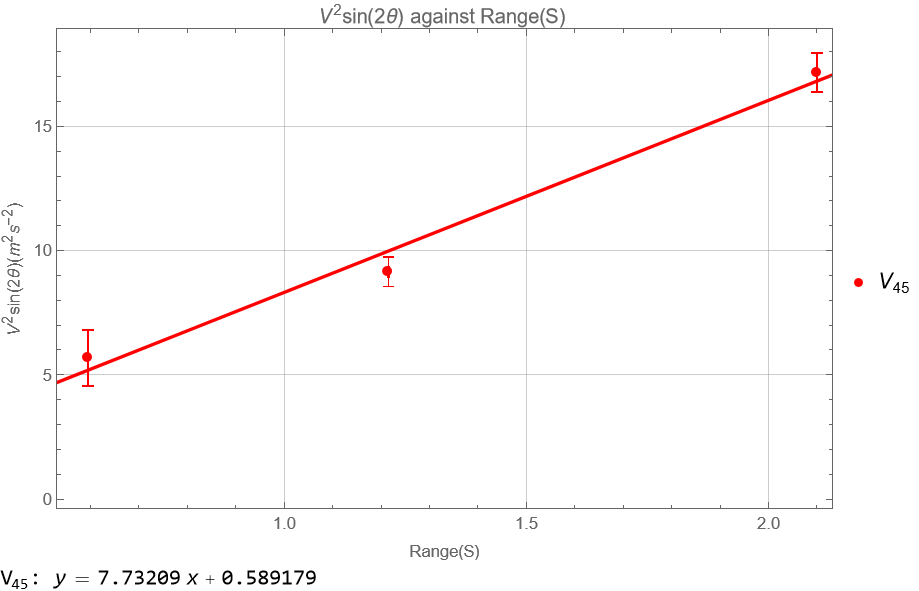 V²sin(2θ) against Range(S)
V²sin(2θ)(m²s⁻²)
15
10
5
0
1.0
1.5
2.0
Range(S)
V₄₅
V₄₅: y = 7.73209 x + 0.589179